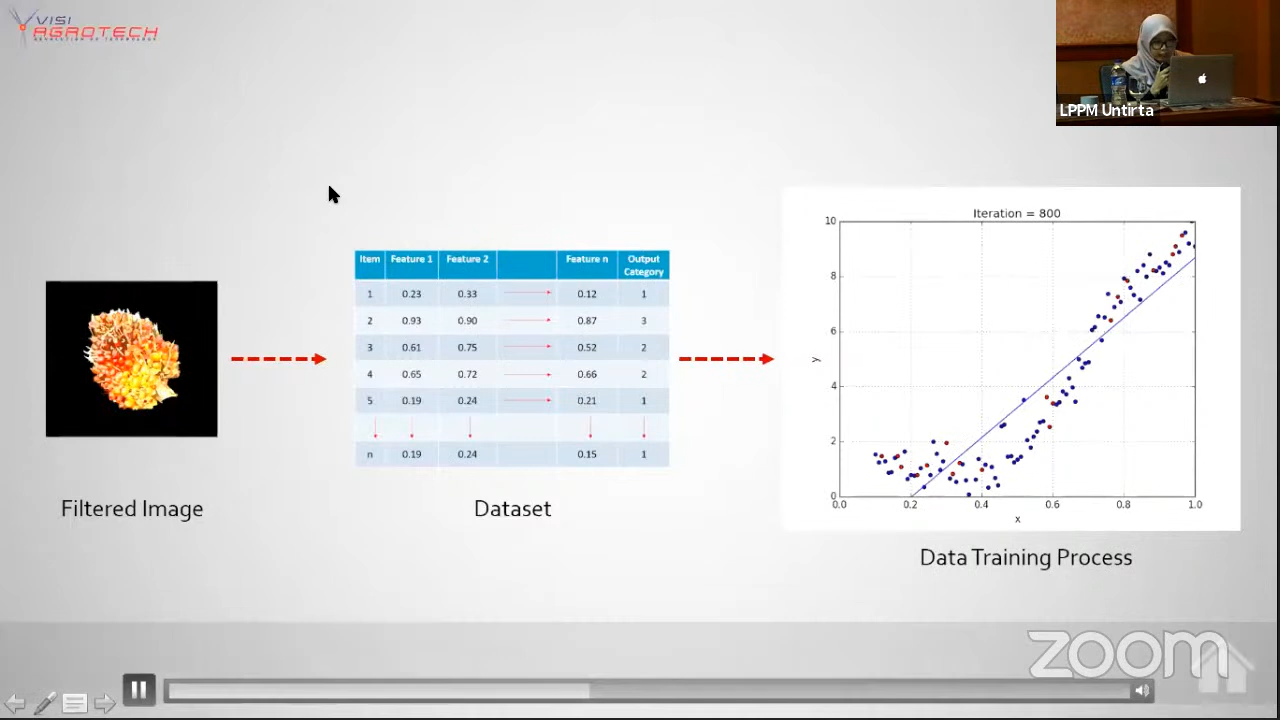 VISI
AGROTECH
REVOLUTION OF TECHNOLOGY
LPPM Untirta
Item Feature 1 Feature 2 Feature n Output Category
1 0.23 0.33 0.12 1
2 0.93 0.90 0.87 3
3 0.61 0.75 0.52 2
4 0.65 0.72 0.66 2
5 0.19 0.24 0.21 1
n 0.19 0.24 0.15 1
Iteration = 800
10
8
6
4
2
0
y
0.0 0.2 0.4 0.6 0.8 1.0
x
Filtered Image
Dataset
Data Training Process
zoom